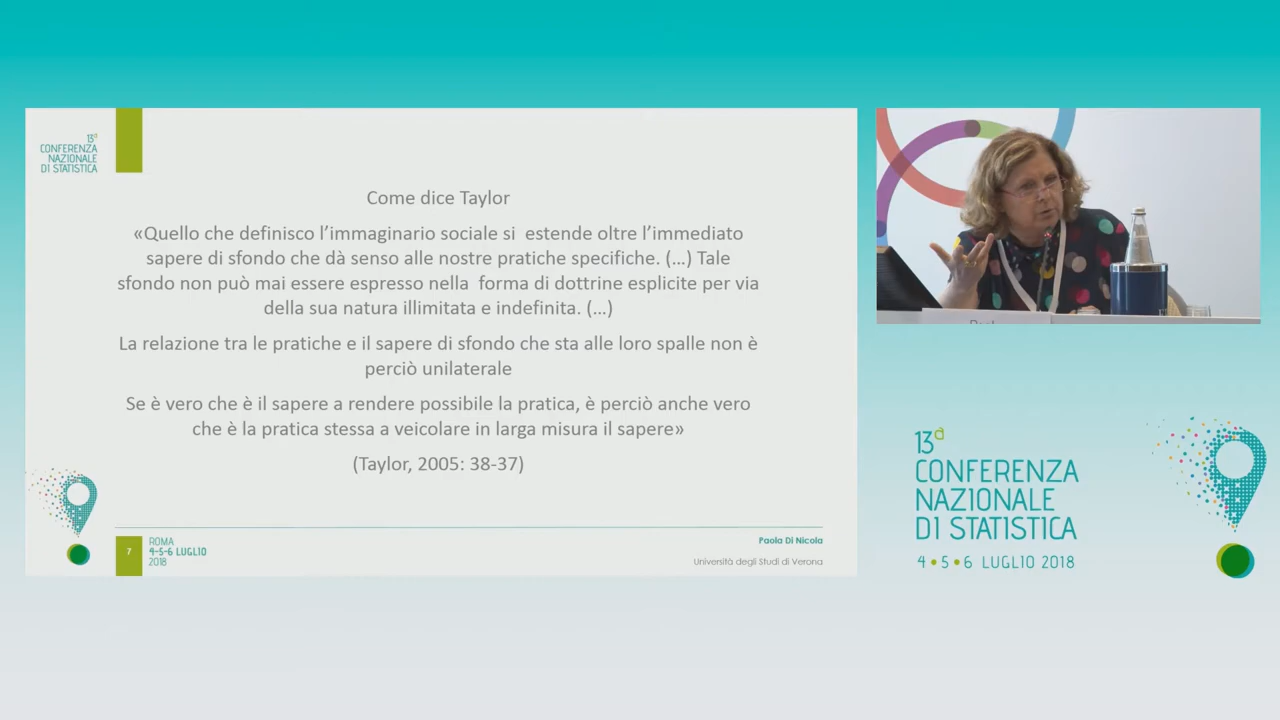 13ª
CONFERENZA
NAZIONALE
DI STATISTICA
Come dice Taylor
«Quello che definisco l’immaginario sociale si estende oltre l’immediato
sapere di sfondo che dà senso alle nostre pratiche specifiche. (…) Tale
sfondo non può mai essere espresso nella forma di dottrine esplicite per via
della sua natura illimitata e indefinita. (…)
La relazione tra le pratiche e il sapere di sfondo che sta alle loro spalle non è
perciò unilaterale
Se è vero che è il sapere a rendere possibile la pratica, è perciò anche vero
che è la pratica stessa a veicolare in larga misura il sapere»
(Taylor, 2005: 38-37)
7
ROMA
4-5-6 LUGLIO
2018
Paola Di Nicola
Università degli Studi di Verona
13ª
CONFERENZA
NAZIONALE
DI STATISTICA
4•5•6 LUGLIO 2018